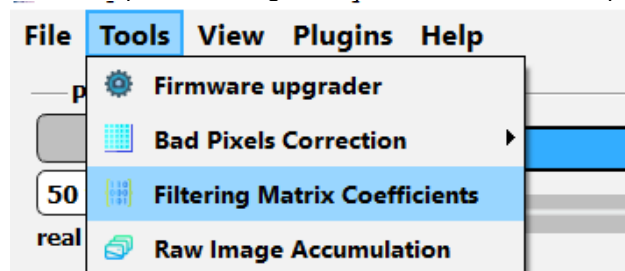 File Tools View Plugins Help
p
Firmware upgrader
Bad Pixels Correction
50
Filtering Matrix Coefficients
real
Raw Image Accumulation